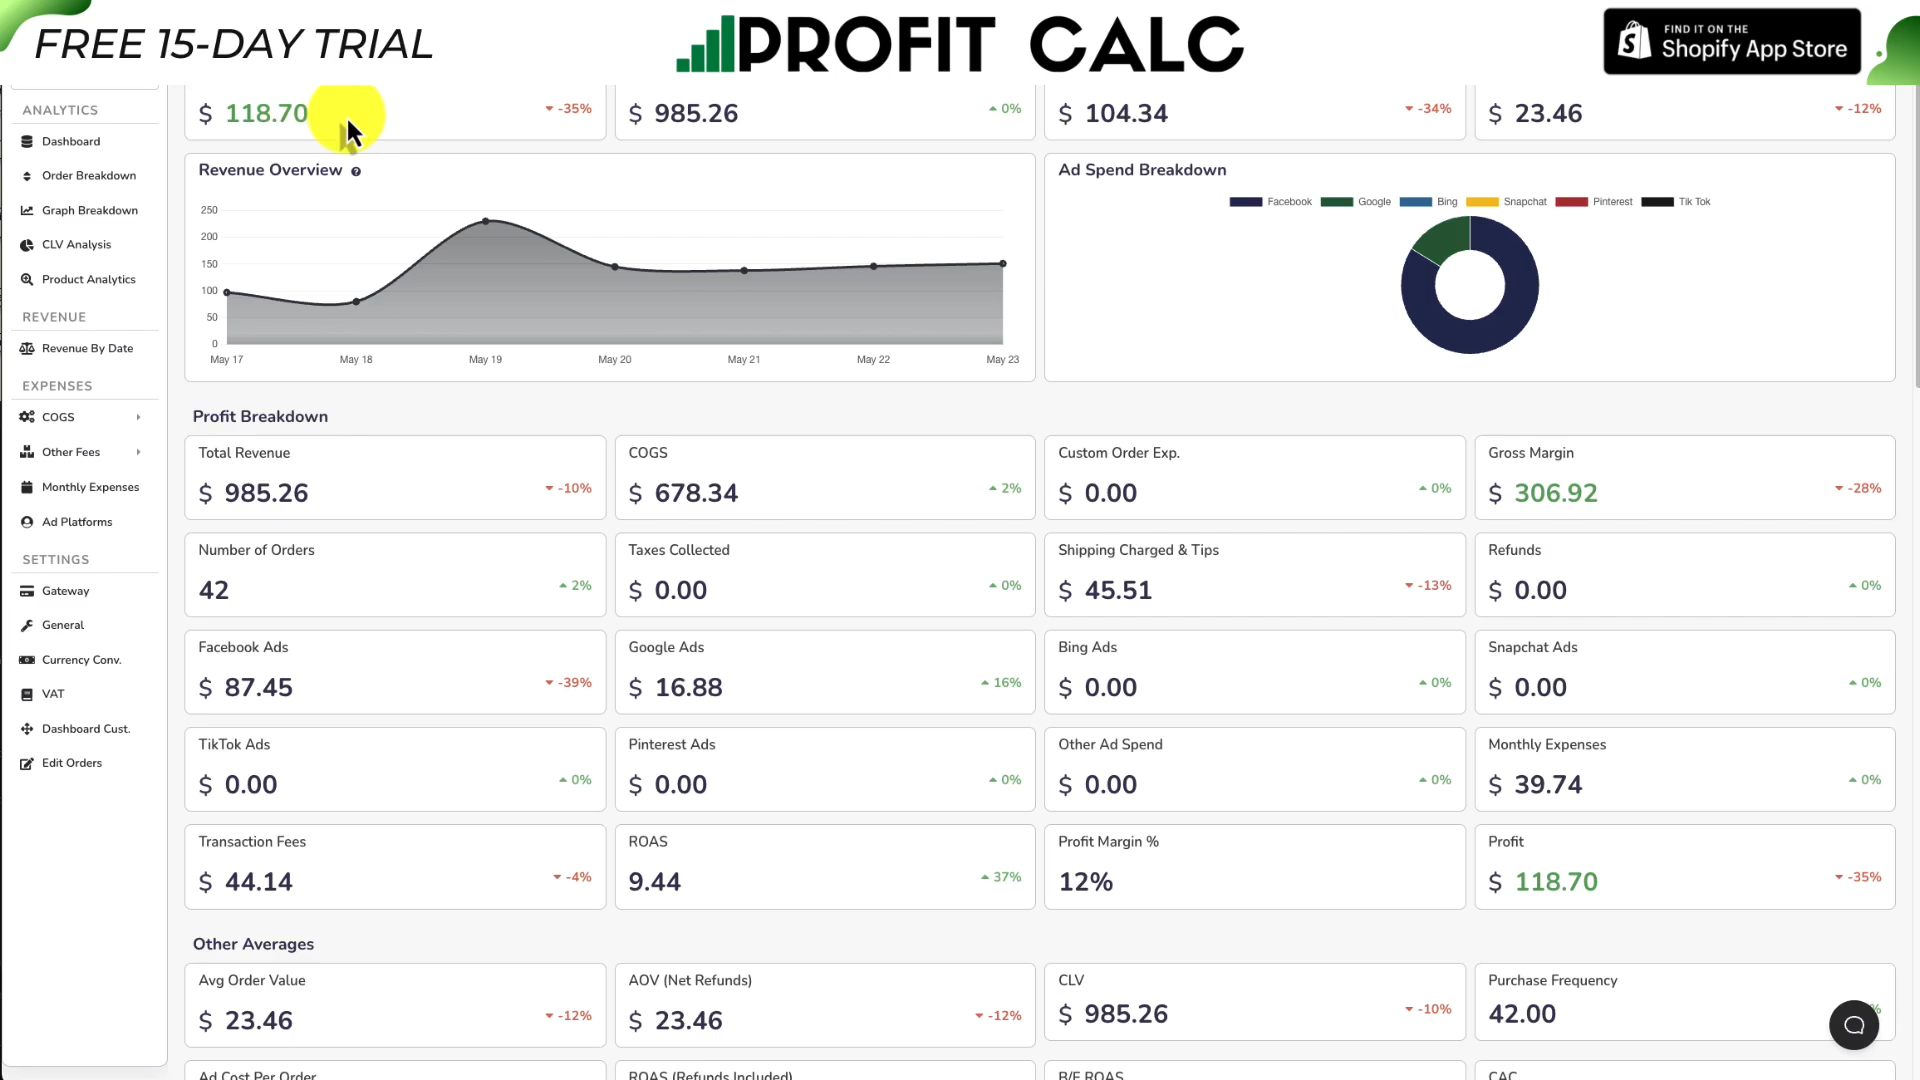 FREE 15-DAY TRIAL
PROFIT CALC
FIND IT ON THE
Shopify App Store
ANALYTICS
Dashboard
Order Breakdown
Graph Breakdown
CLV Analysis
Product Analytics
REVENUE
Revenue By Date
EXPENSES
COGS
Other Fees
Monthly Expenses
Ad Platforms
SETTINGS
Gateway
General
Currency Conv.
VAT
Dashboard Cust.
Edit Orders
$ 118.70 -35%
$ 985.26 0%
$ 104.34 -34%
$ 23.46 -12%
Revenue Overview ?
250
200
150
100
50
0
May 17 May 18 May 19 May 20 May 21 May 22 May 23
Ad Spend Breakdown
Facebook Google Bing Snapchat Pinterest Tik Tok
Profit Breakdown
Total Revenue
$ 985.26 -10%
COGS
$ 678.34 2%
Custom Order Exp.
$ 0.00 0%
Gross Margin
$ 306.92 -28%
Number of Orders
42 2%
Taxes Collected
$ 0.00 0%
Shipping Charged & Tips
$ 45.51 -13%
Refunds
$ 0.00 0%
Facebook Ads
$ 87.45 -39%
Google Ads
$ 16.88 16%
Bing Ads
$ 0.00 0%
Snapchat Ads
$ 0.00 0%
TikTok Ads
$ 0.00 0%
Pinterest Ads
$ 0.00 0%
Other Ad Spend
$ 0.00 0%
Monthly Expenses
$ 39.74 0%
Transaction Fees
$ 44.14 -4%
ROAS
9.44 37%
Profit Margin %
12%
Profit
$ 118.70 -35%
Other Averages
Avg Order Value
$ 23.46 -12%
AOV (Net Refunds)
$ 23.46 -12%
CLV
$ 985.26 -10%
Purchase Frequency
42.00 %
Ad Cost Per Order
ROAS (Refunds Included)
B/E ROAS
CAC